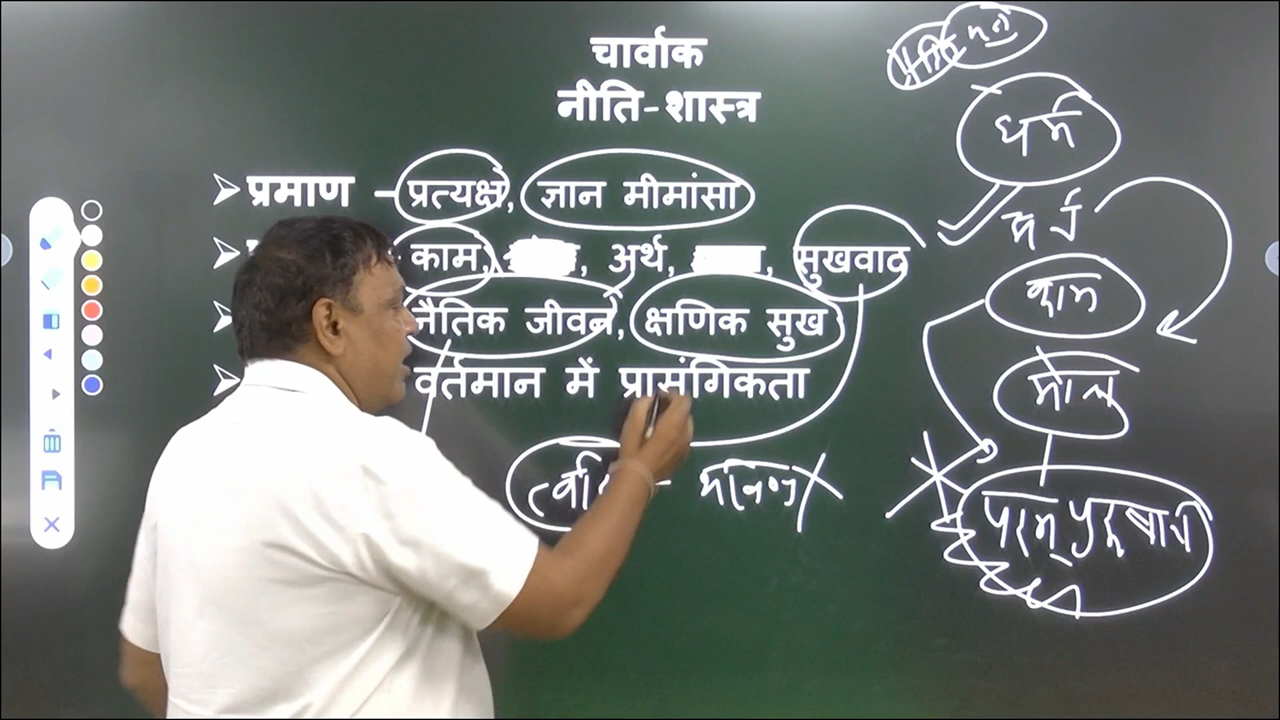 चार्वाक
नीति-शास्त्र
प्रमाण – प्रत्यक्ष, ज्ञान मीमांसा
काम, अर्थ, सुखवाद
नैतिक जीवन, क्षणिक सुख
वर्तमान में प्रासंगिकता
धर्म
काम
परम पुरुषार्थ